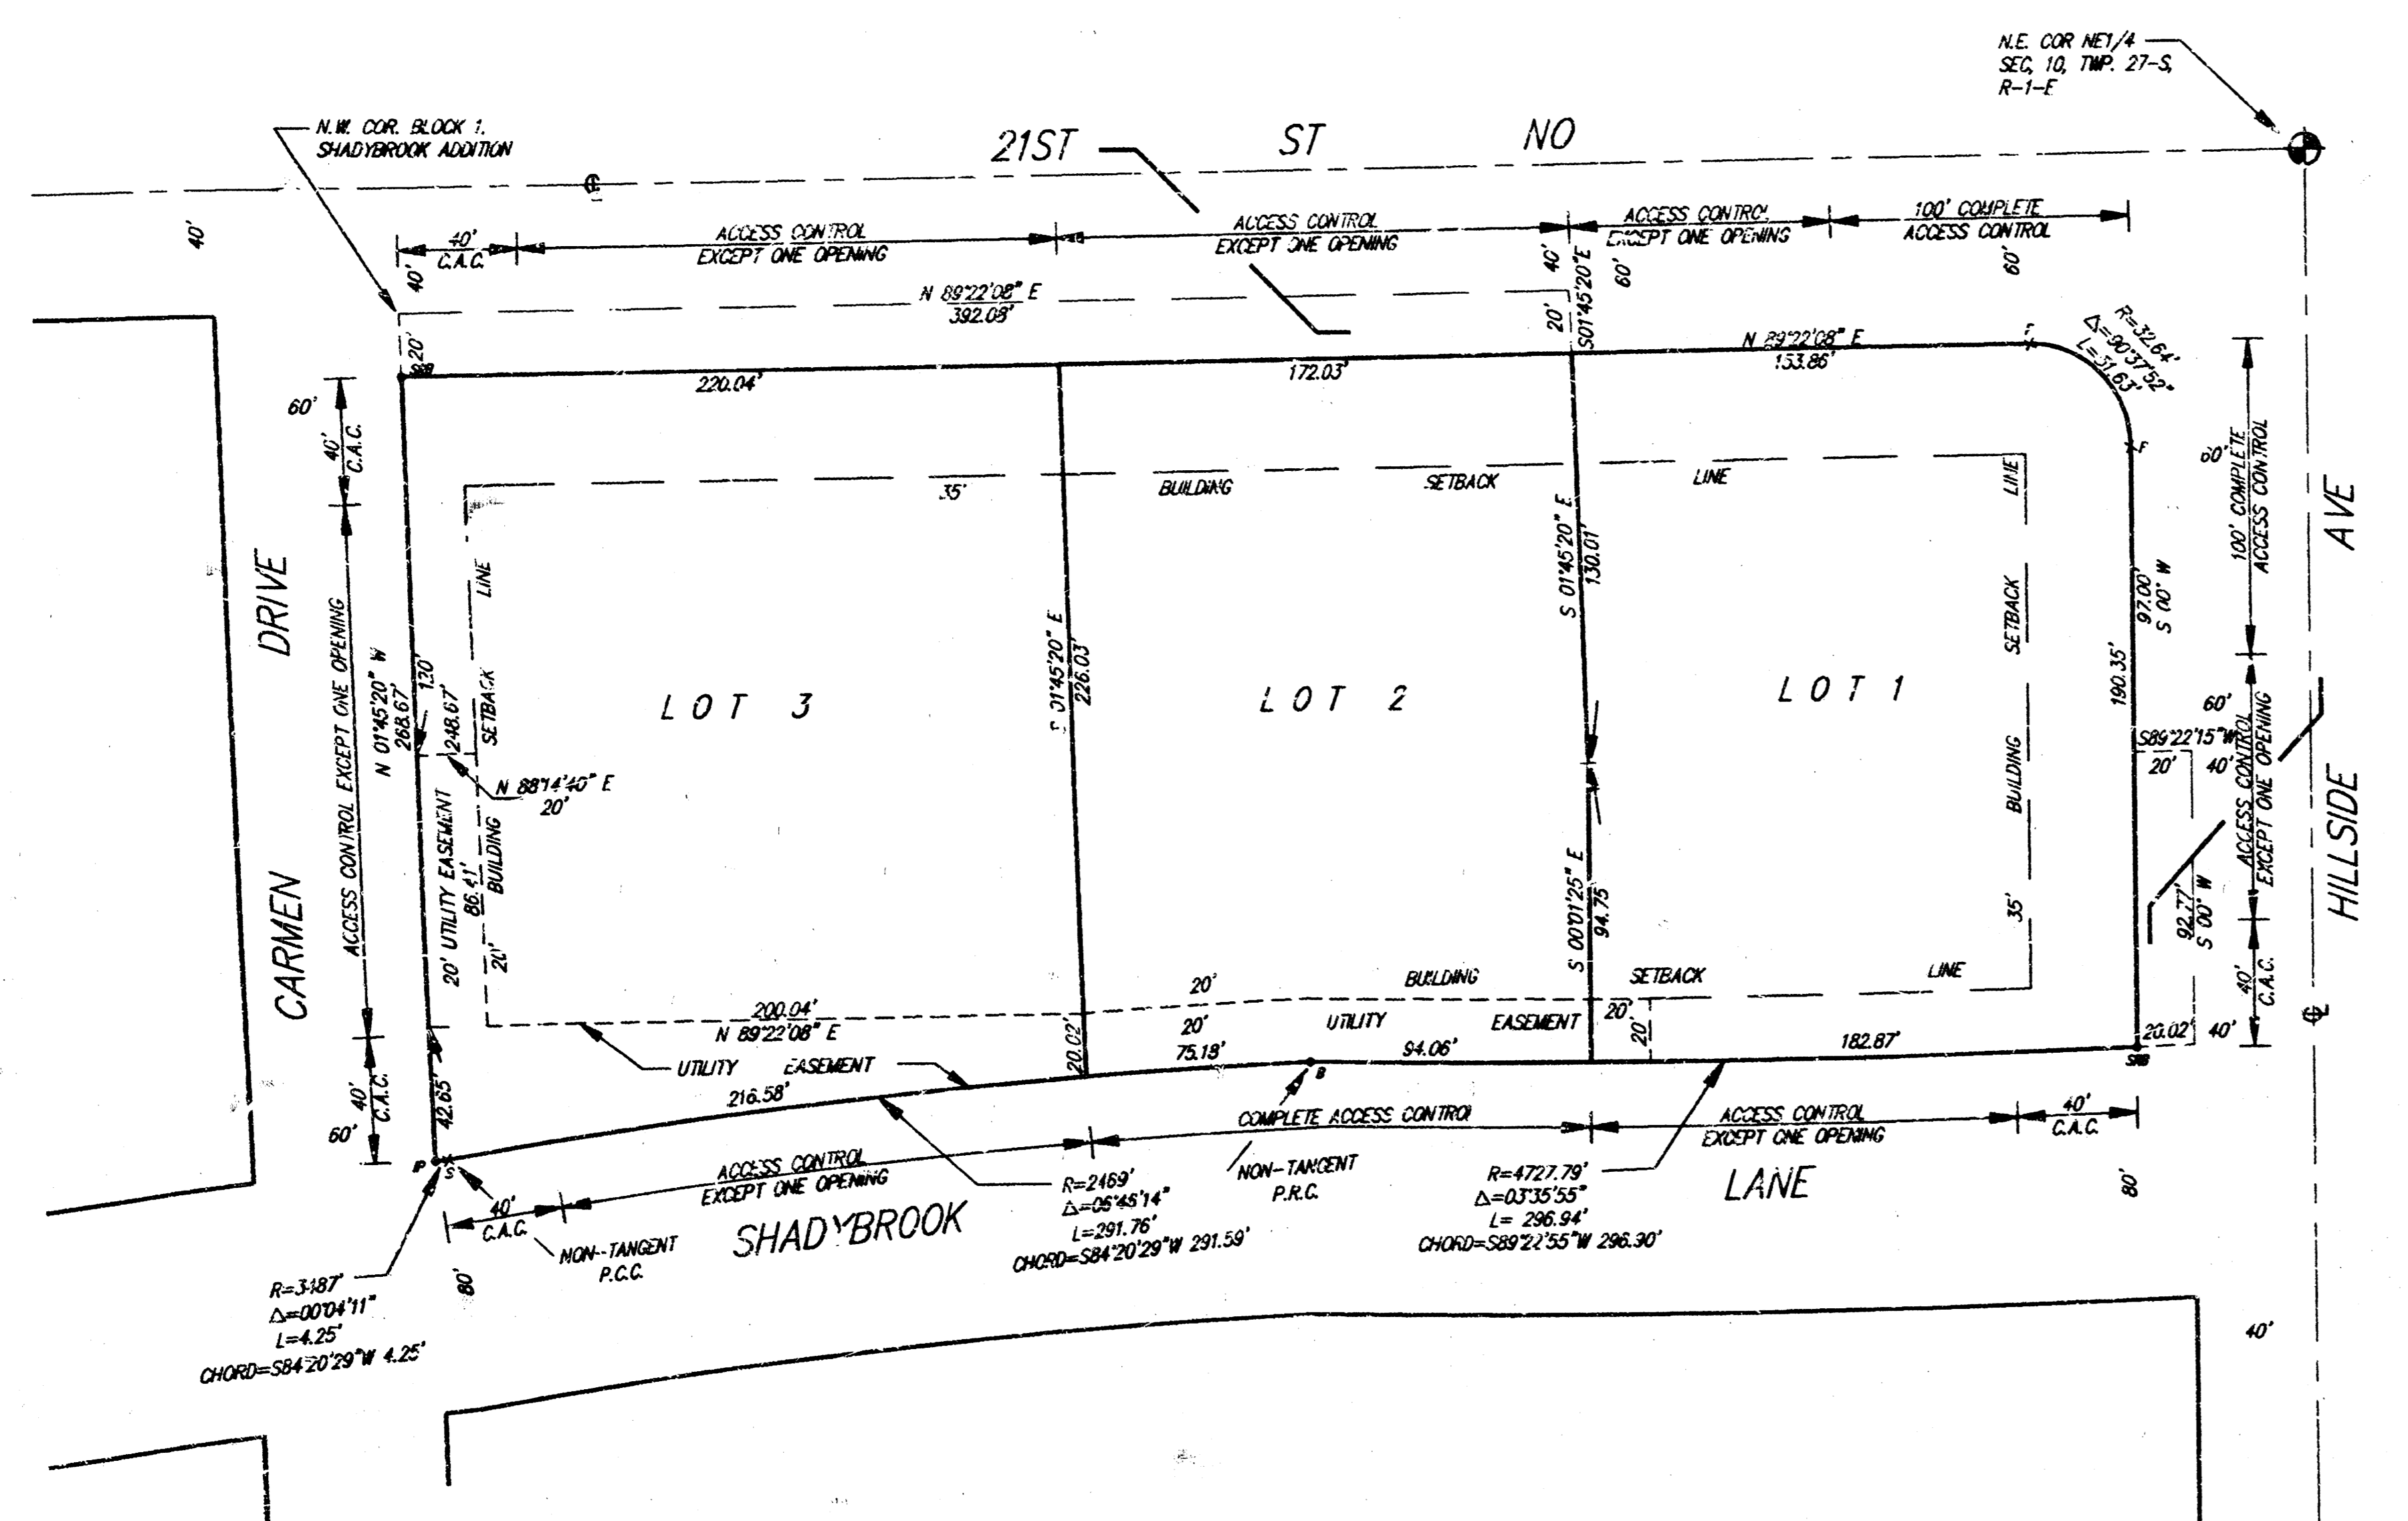 N.E. COR NE1/4
SEC, 10, TWP. 27-S,
R-1-E
N.W. COR. BLOCK 1,
SHADYBROOK ADDITION
21ST ST NO
40'
40'
C.A.C.
ACCESS CONTROL
EXCEPT ONE OPENING
ACCESS CONTROL
EXCEPT ONE OPENING
ACCESS CONTROL
EXCEPT ONE OPENING
100' COMPLETE
ACCESS CONTROL
40'
40'
S01°45'20"E
60'
60'
N 89°22'08" E
392.08'
20'
20'
220.04'
172.03'
N 89°22'08" E
153.86'
R=32.64'
Δ=90°37'52"
L=51.63'
60'
40'
C.A.C.
60'
100' COMPLETE
ACCESS CONTROL
35'
BUILDING SETBACK LINE
LINE
F
AVE
DRIVE
ACCESS CONTROL EXCEPT ONE OPENING
N 01°45'20" W
268.67'
120'
248.67'
SETBACK
LINE
S 01°45'20" E
226.03'
S 01°45'20" E
130.01'
SETBACK
97.00'
S 00° W
190.35'
LOT 3
LOT 2
LOT 1
60'
S89°22'15"W
20'
40'
ACCESS CONTROL
EXCEPT ONE OPENING
N 88°14'40" E
20'
20' UTILITY EASEMENT
86.41'
BUILDING
20'
BUILDING
35'
HILLSIDE
CARMEN
S 00°01'25" E
94.75
92.77'
S 00° W
40'
C.A.C.
200.04'
N 89°22'08" E
20'
BUILDING
SETBACK
LINE
20'
UTILITY
EASEMENT
20'
20'
20.02'
75.18'
94.06'
182.87'
20.02'
40'
UTILITY EASEMENT
B
40'
C.A.C.
42.65'
60'
216.58'
COMPLETE ACCESS CONTROL
ACCESS CONTROL
EXCEPT ONE OPENING
40'
C.A.C.
IP
S
ACCESS CONTROL
EXCEPT ONE OPENING
40'
C.A.C.
NON-TANGENT
P.C.C.
SHADYBROOK
LANE
R=2469'
Δ=06°46'14"
L=291.76'
CHORD=S84°20'29"W 291.59'
NON-TANGENT
P.R.C.
R=4727.79'
Δ=03°35'55"
L= 296.94'
CHORD=S89°22'55"W 296.90'
80'
80'
R=3487'
Δ=00°04'11"
L=4.25'
CHORD=S84°20'29"W 4.25'
40'